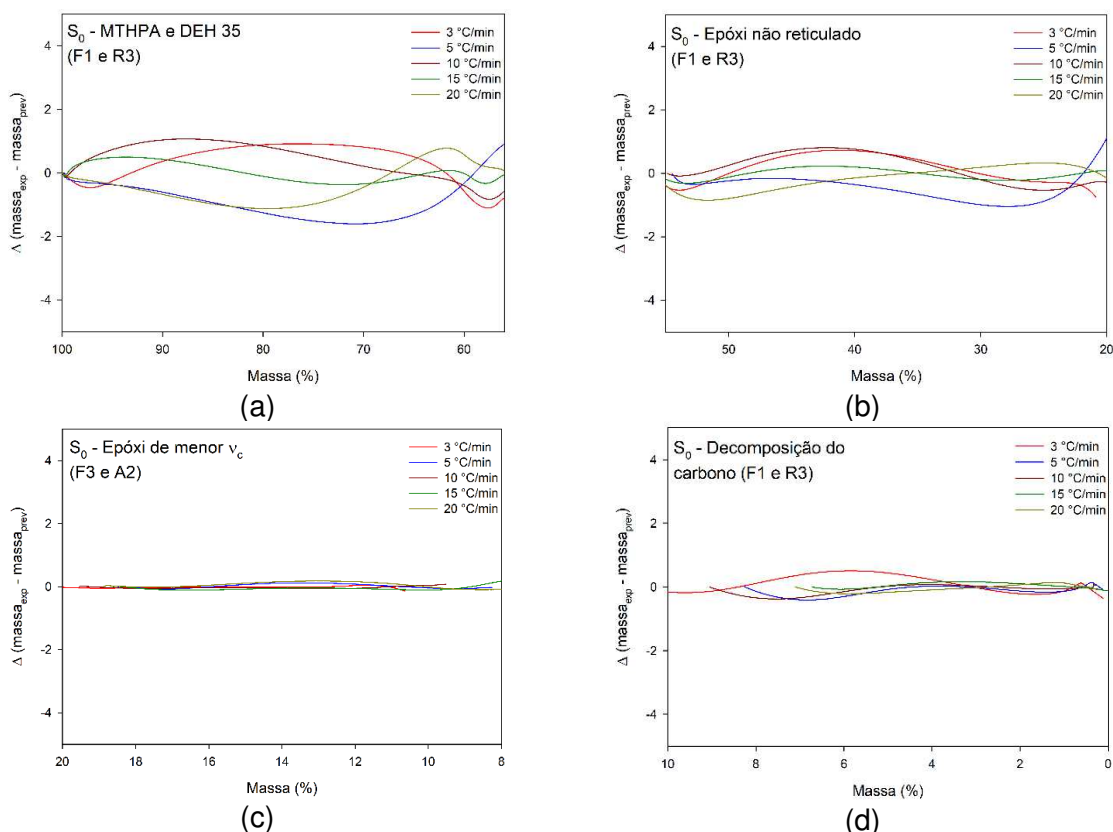 S0 - MTHPA e DEH 35
(F1 e R3)
3 °C/min
5 °C/min
10 °C/min
15 °C/min
20 °C/min
Δ (massaexp - massaprev)
4
2
0
-2
-4
100 90 80 70 60
Massa (%)
(a)
S0 - Epóxi não reticulado
(F1 e R3)
3 °C/min
5 °C/min
10 °C/min
15 °C/min
20 °C/min
Δ (massaexp - massaprev)
4
2
0
-2
-4
50 40 30 20
Massa (%)
(b)
S0 - Epóxi de menor νc
(F3 e A2)
3 °C/min
5 °C/min
10 °C/min
15 °C/min
20 °C/min
Δ (massaexp - massaprev)
4
2
0
-2
-4
20 18 16 14 12 10 8
Massa (%)
(c)
S0 - Decomposição do
carbono (F1 e R3)
3 °C/min
5 °C/min
10 °C/min
15 °C/min
20 °C/min
Δ (massaexp - massaprev)
4
2
0
-2
-4
10 8 6 4 2 0
Massa (%)
(d)